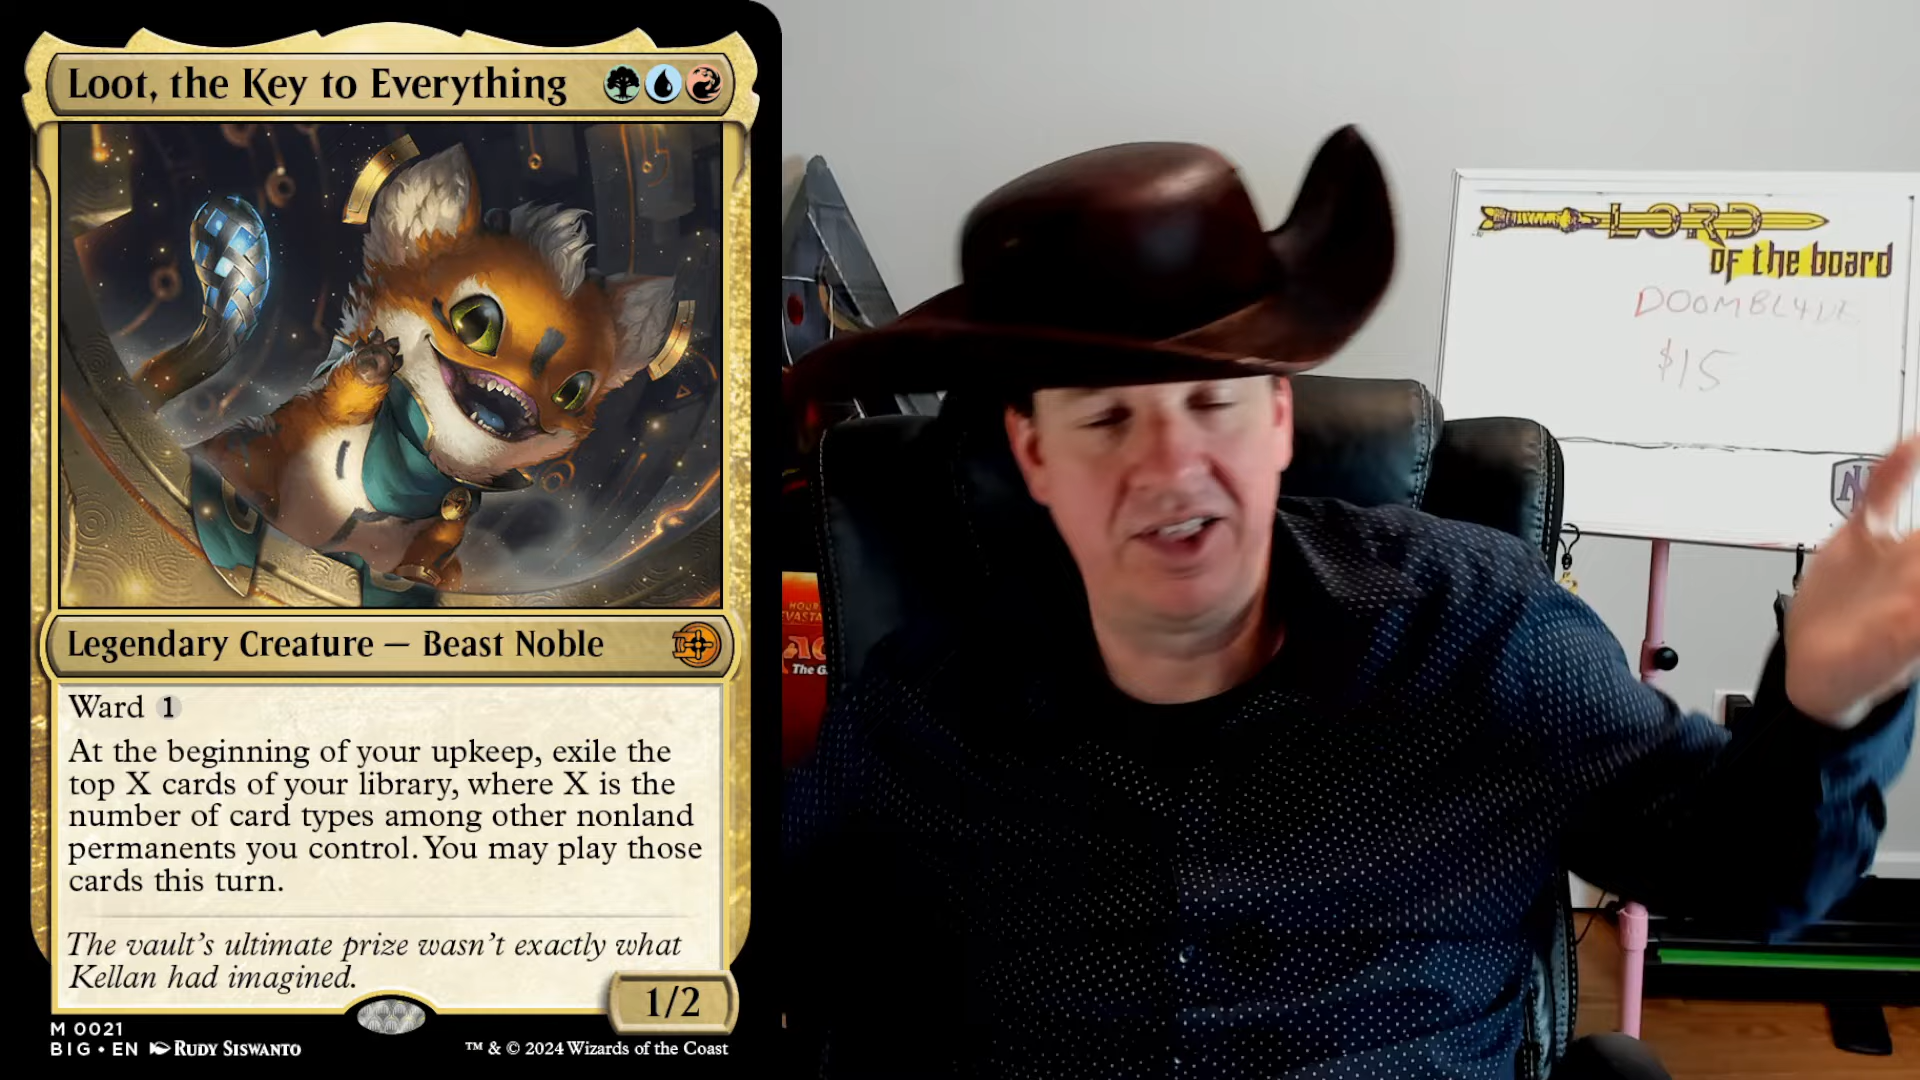 Loot, the Key to Everything
Legendary Creature — Beast Noble
Ward 1
At the beginning of your upkeep, exile the
top X cards of your library, where X is the
number of card types among other nonland
permanents you control. You may play those
cards this turn.
The vault's ultimate prize wasn't exactly what
Kellan had imagined.
1/2
M 0021
BIG • EN RUDY SISWANTO
™ & © 2024 Wizards of the Coast
LORD
of the board
DOOMBLADE
$15
HOUR
The G